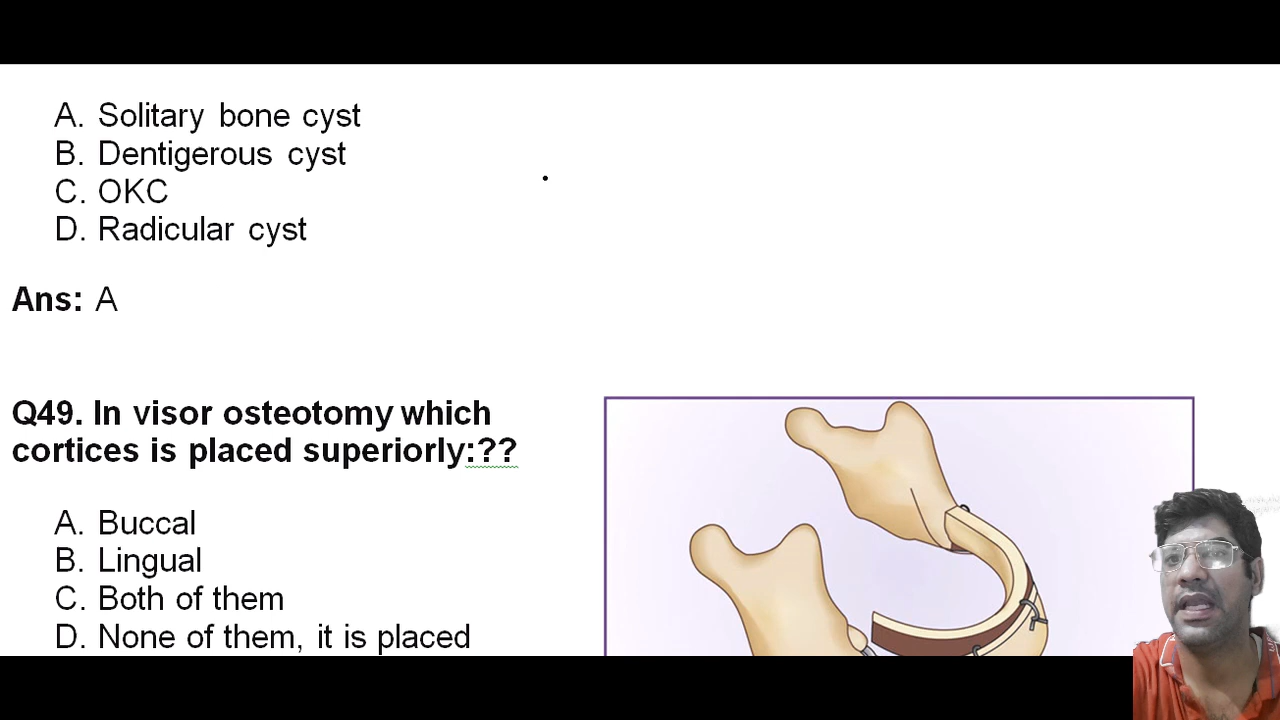 A. Solitary bone cyst
B. Dentigerous cyst
C. OKC
D. Radicular cyst
Ans: A
Q49. In visor osteotomy which
cortices is placed superiorly:??
A. Buccal
B. Lingual
C. Both of them
D. None of them, it is placed